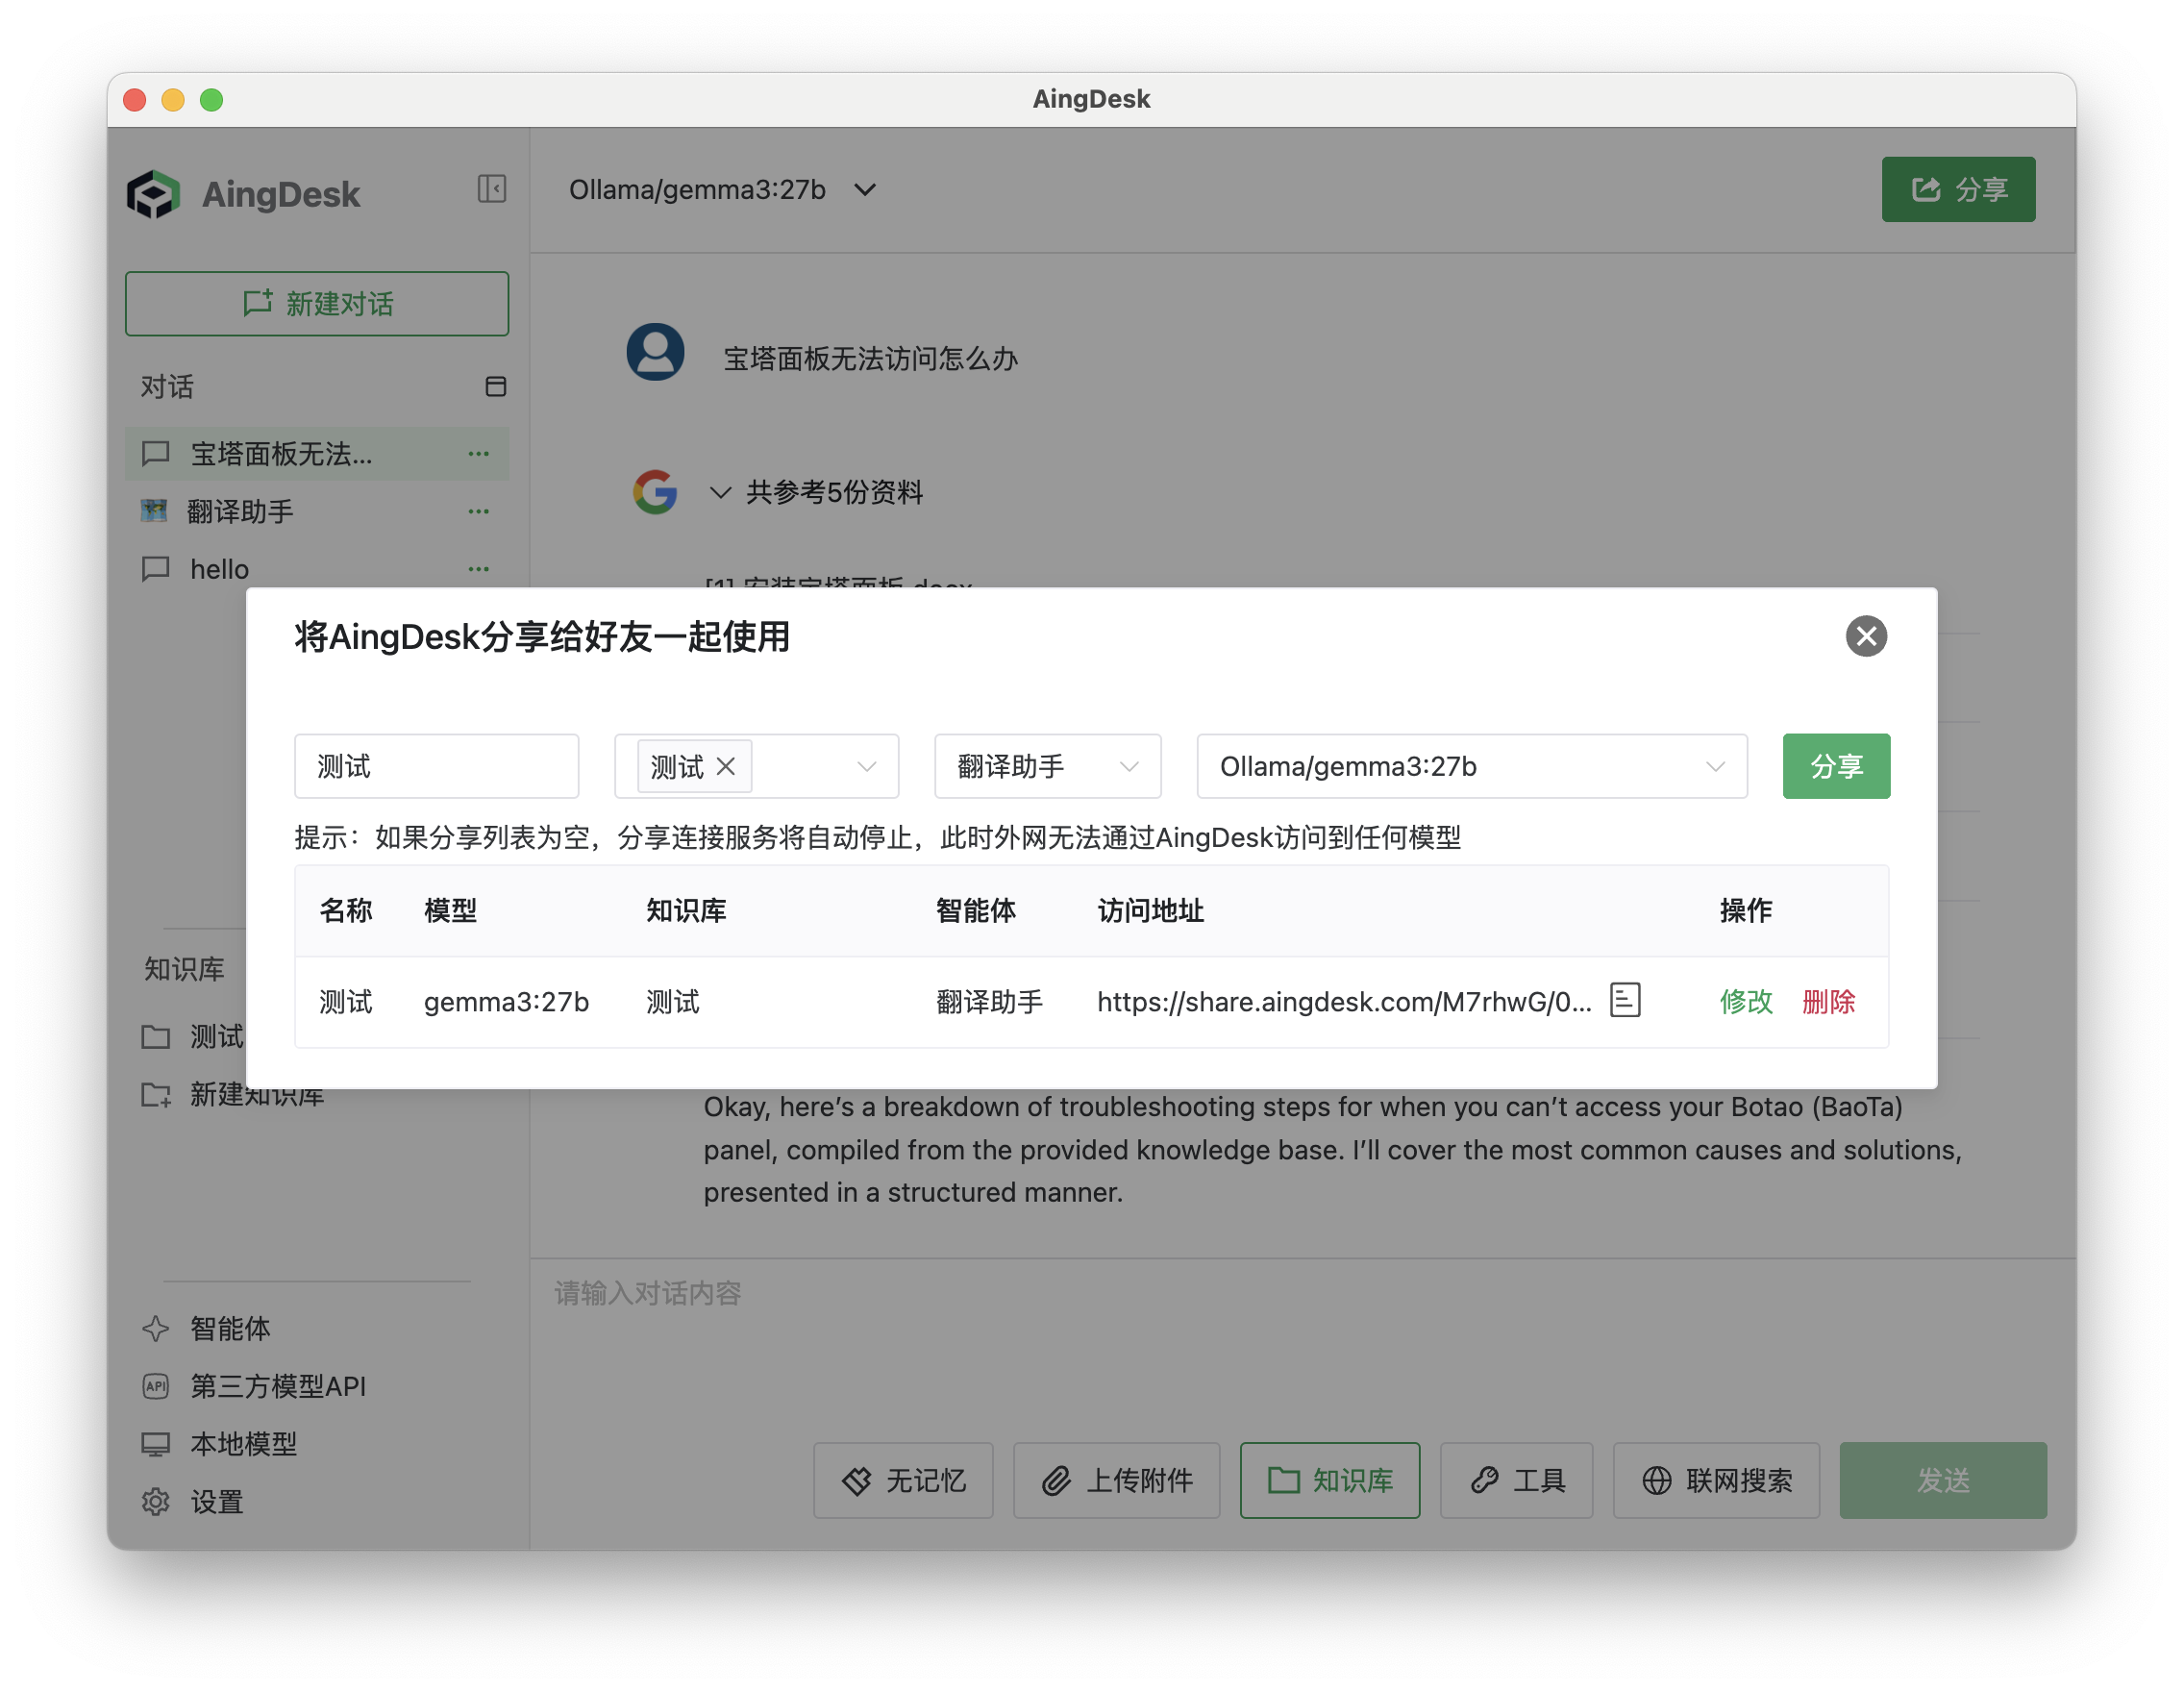 AingDesk
AingDesk
Ollama/gemma3:27b
分享
新建对话
对话
宝塔面板无法...
翻译助手
hello
宝塔面板无法访问怎么办
共参考5份资料
[1] 安装宝塔面板.docx
将AingDesk分享给好友一起使用
测试
测试
翻译助手
Ollama/gemma3:27b
分享
提示：如果分享列表为空，分享连接服务将自动停止，此时外网无法通过AingDesk访问到任何模型
名称 模型 知识库 智能体 访问地址 操作
测试 gemma3:27b 测试 翻译助手 https://share.aingdesk.com/M7rhwG/0... 修改 删除
知识库
测试
新建知识库
Okay, here’s a breakdown of troubleshooting steps for when you can’t access your Botao (BaoTa)
panel, compiled from the provided knowledge base. I’ll cover the most common causes and solutions,
presented in a structured manner.
请输入对话内容
智能体
API 第三方模型API
本地模型
设置
无记忆
上传附件
知识库
工具
联网搜索
发送